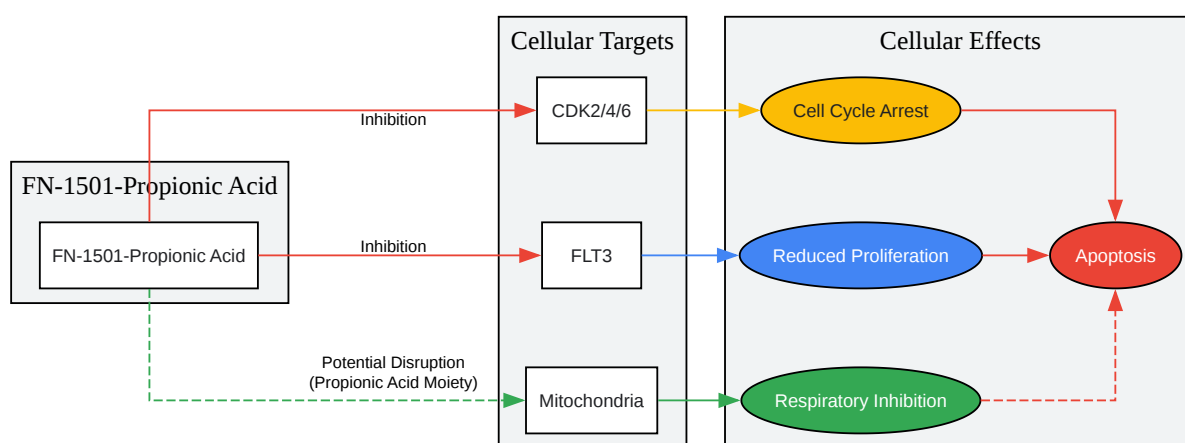 Cellular Targets
Cellular Effects
CDK2/4/6
Cell Cycle Arrest
Inhibition
FN-1501-Propionic Acid
FN-1501-Propionic Acid
Inhibition
FLT3
Reduced Proliferation
Apoptosis
Potential Disruption
(Propionic Acid Moiety)
Mitochondria
Respiratory Inhibition